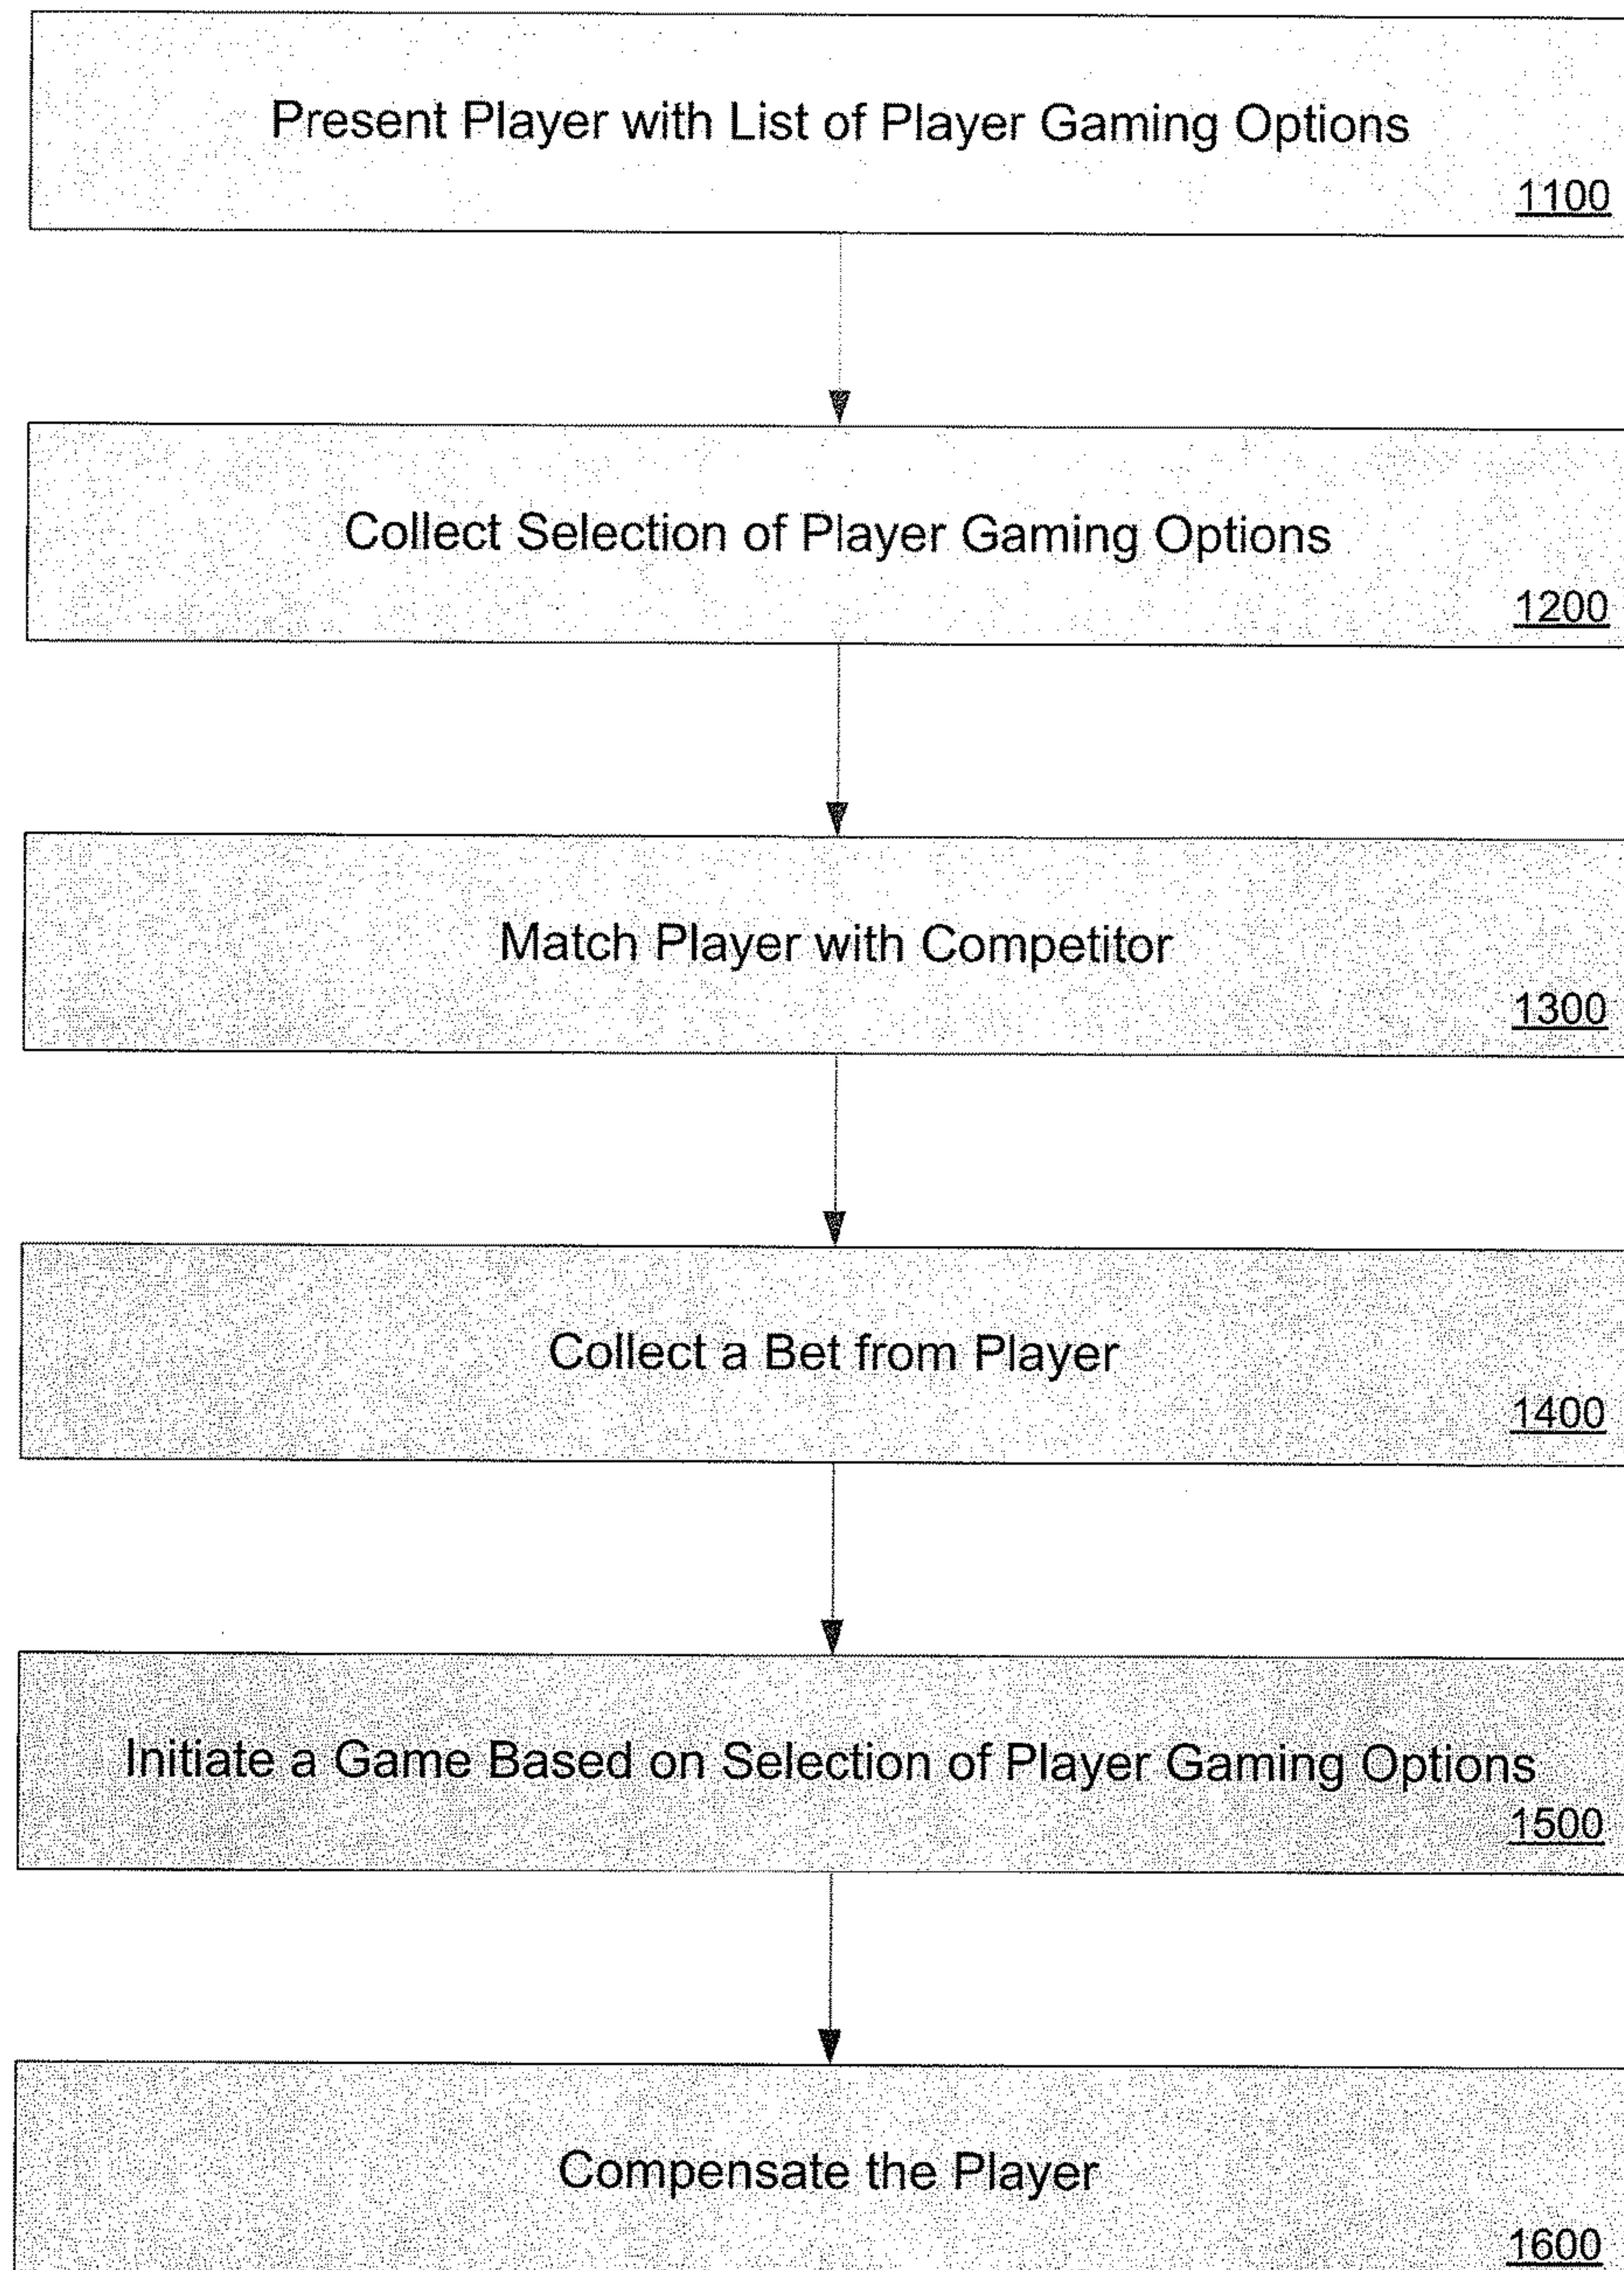 Present Player with List of Player Gaming Options
1100
Collect Selection of Player Gaming Options
1200
Match Player with Competitor
1300
Collect a Bet from Player
1400
Initiate a Game Based on Selection of Player Gaming Options
1500
Compensate the Player
1600